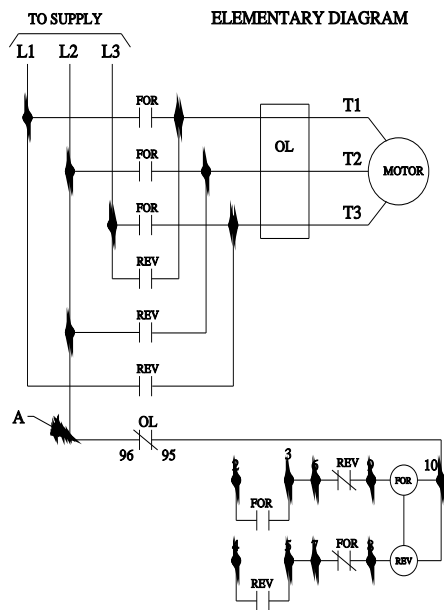 TO SUPPLY ELEMENTARY DIAGRAM
L1 L2 L3
FOR T1
FOR OL T2 MOTOR
FOR T3
REV
REV
REV
A OL
96 95
2 3 6 REV 9 FOR 10
FOR
4 5 7 FOR 8 REV
REV